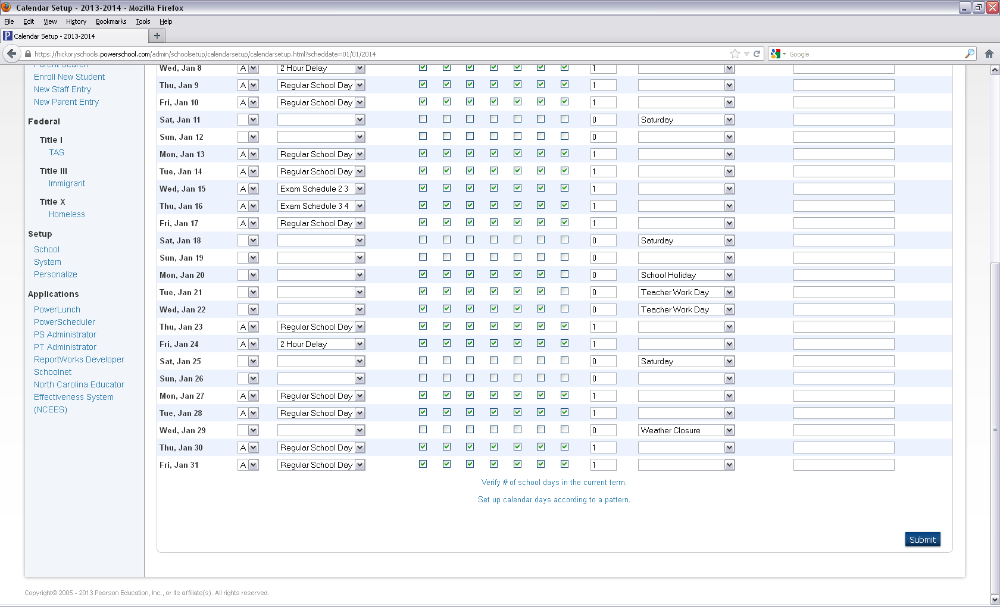 Calendar Setup - 2013-2014 - Mozilla Firefox
File Edit View History Bookmarks Tools Help
Calendar Setup - 2013-2014
https://hickoryschools.powerschool.com/admin/schoolsetup/calendarsetup/calendarsetup.html?scheddate=01/01/2014 Google
Parent Search
Enroll New Student
New Staff Entry
New Parent Entry
Federal
Title I
TAS
Title III
Immigrant
Title X
Homeless
Setup
School
System
Personalize
Applications
PowerLunch
PowerScheduler
PS Administrator
PT Administrator
ReportWorks Developer
Schoolnet
North Carolina Educator
Effectiveness System
(NCEES)
Wed, Jan 8 A 2 Hour Delay 1
Thu, Jan 9 A Regular School Day 1
Fri, Jan 10 A Regular School Day 1
Sat, Jan 11 0 Saturday
Sun, Jan 12 0
Mon, Jan 13 A Regular School Day 1
Tue, Jan 14 A Regular School Day 1
Wed, Jan 15 A Exam Schedule 2 3 1
Thu, Jan 16 A Exam Schedule 3 4 1
Fri, Jan 17 A Regular School Day 1
Sat, Jan 18 0 Saturday
Sun, Jan 19 0
Mon, Jan 20 0 School Holiday
Tue, Jan 21 0 Teacher Work Day
Wed, Jan 22 0 Teacher Work Day
Thu, Jan 23 A Regular School Day 1
Fri, Jan 24 A 2 Hour Delay 1
Sat, Jan 25 0 Saturday
Sun, Jan 26 0
Mon, Jan 27 A Regular School Day 1
Tue, Jan 28 A Regular School Day 1
Wed, Jan 29 0 Weather Closure
Thu, Jan 30 A Regular School Day 1
Fri, Jan 31 A Regular School Day 1
Verify # of school days in the current term.
Set up calendar days according to a pattern.
Submit
Copyright© 2005 - 2013 Pearson Education, Inc., or its affiliate(s). All rights reserved.